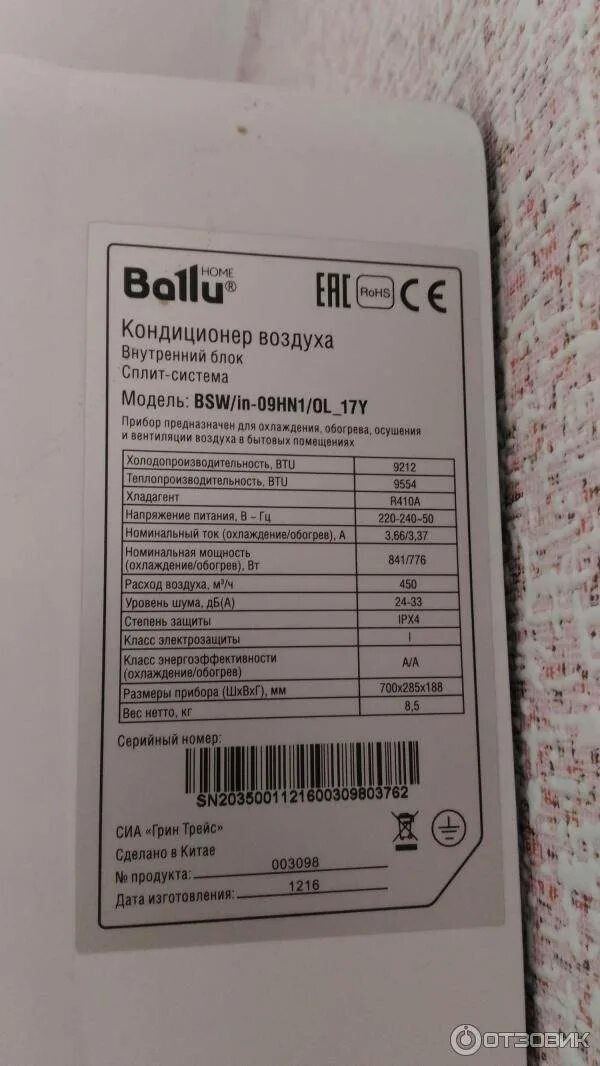 Ballu® HOME
EAC RoHS CE
Кондиционер воздуха
Внутренний блок
Сплит-система
Модель: BSW/in-09HN1/OL_17Y
Прибор предназначен для охлаждения, обогрева, осушения
и вентиляции воздуха в бытовых помещениях
Холодопроизводительность, BTU 9212
Теплопроизводительность, BTU 9554
Хладагент R410A
Напряжение питания, В ~ Гц 220-240~50
Номинальный ток (охлаждение/обогрев), А 3,66/3,37
Номинальная мощность
(охлаждение/обогрев), Вт 841/776
Расход воздуха, м³/ч 450
Уровень шума, дБ(А) 24-33
Степень защиты IPX4
Класс электрозащиты I
Класс энергоэффективности
(охлаждение/обогрев) A/A
Размеры прибора (ШхВхГ), мм 700x285x188
Вес нетто, кг 8,5
Серийный номер:
SN2035001121600309803762
СИА «Грин Трейс»
Сделано в Китае
№ продукта: 003098
Дата изготовления: 1216
ОТЗОВИК